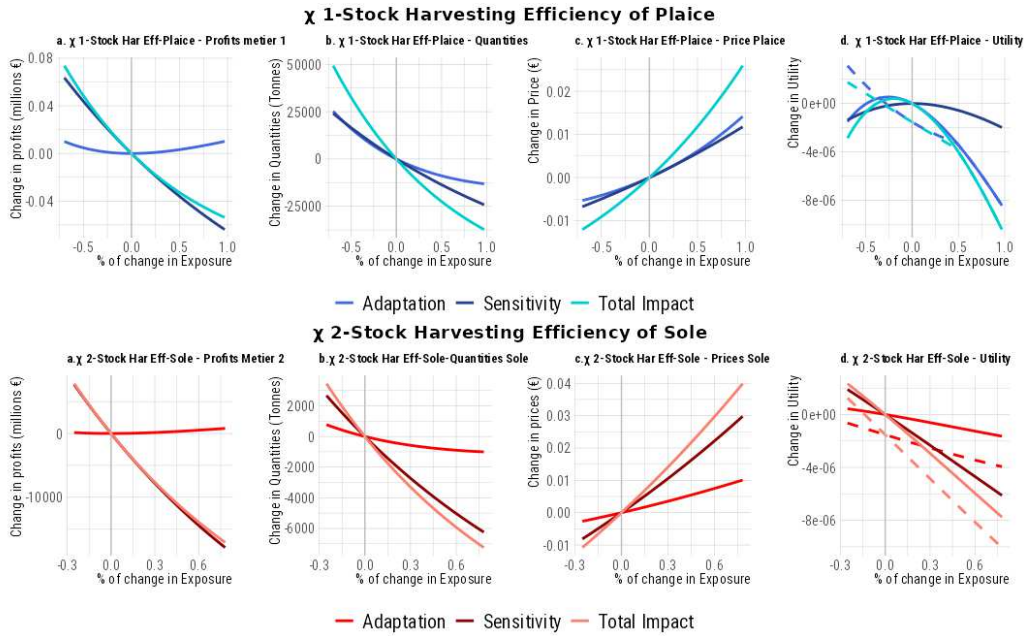 χ 1-Stock Harvesting Efficiency of Plaice
a. χ 1-Stock Har Eff-Plaice - Profits metier 1
b. χ 1-Stock Har Eff-Plaice - Quantities
c. χ 1-Stock Har Eff-Plaice - Price Plaice
d. χ 1-Stock Har Eff-Plaice - Utility
Change in profits (millions €)
0.08
0.04
0.00
-0.04
-0.5 0.0 0.5 1.0
% of change in Exposure
Change in Quantities (Tonnes)
50000
25000
0
-25000
-0.5 0.0 0.5 1.0
% of change in Exposure
Change in Price (€)
0.02
0.01
0.00
-0.01
-0.5 0.0 0.5 1.0
% of change in Exposure
Change in Utility
0e+00
-4e-06
-8e-06
-0.5 0.0 0.5 1.0
% of change in Exposure
Adaptation Sensitivity Total Impact
χ 2-Stock Harvesting Efficiency of Sole
a.χ 2-Stock Har Eff-Sole - Profits Metier 2
b.χ 2-Stock Har Eff-Sole-Quantities Sole
c.χ 2-Stock Har Eff-Sole - Prices Sole
d. χ 2-Stock Har Eff-Sole - Utility
Change in profits (millions €)
0
-10000
-0.3 0.0 0.3 0.6
% of change in Exposure
Change in Quantities (Tonnes)
2000
0
-2000
-4000
-6000
-0.3 0.0 0.3 0.6
% of change in Exposure
Change in prices (€)
0.04
0.03
0.02
0.01
0.00
-0.01
-0.3 0.0 0.3 0.6
% of change in Exposure
Change in Utility
0e+00
-4e-06
-8e-06
-0.3 0.0 0.3 0.6
% of change in Exposure
Adaptation Sensitivity Total Impact